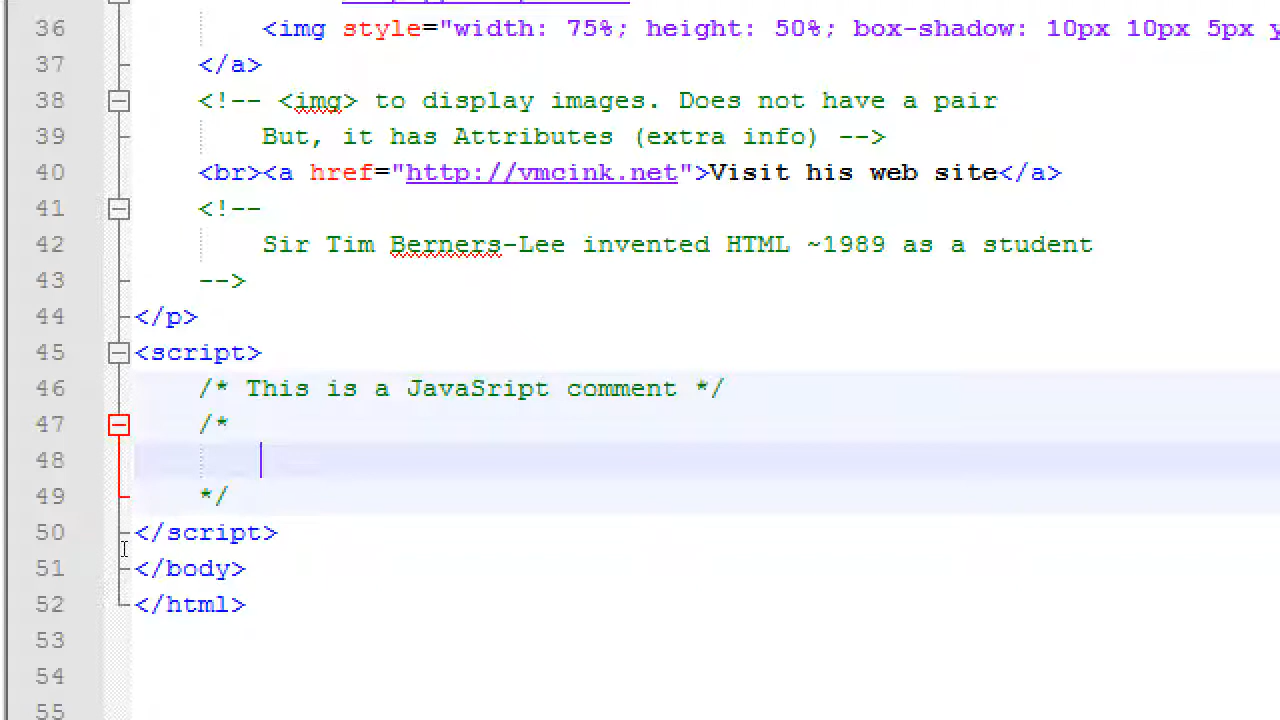 36 <img style="width: 75%; height: 50%; box-shadow: 10px 10px 5px
37 </a>
38 <!-- <img> to display images. Does not have a pair
39 But, it has Attributes (extra info) -->
40 <br><a href="http://vmcink.net">Visit his web site</a>
41 <!--
42 Sir Tim Berners-Lee invented HTML ~1989 as a student
43 -->
44 </p>
45 <script>
46 /* This is a JavaSript comment */
47 /*
48
49 */
50 </script>
51 </body>
52 </html>
53
54
55